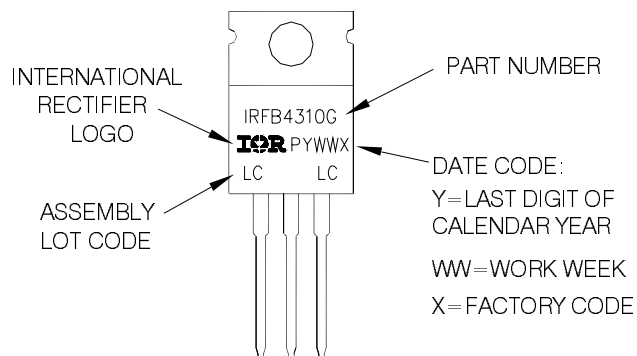 INTERNATIONAL
RECTIFIER
LOGO
PART NUMBER
IRFB4310G
IOR PYWWX
LC LC
ASSEMBLY
LOT CODE
DATE CODE:
Y=LAST DIGIT OF
CALENDAR YEAR
WW=WORK WEEK
X=FACTORY CODE